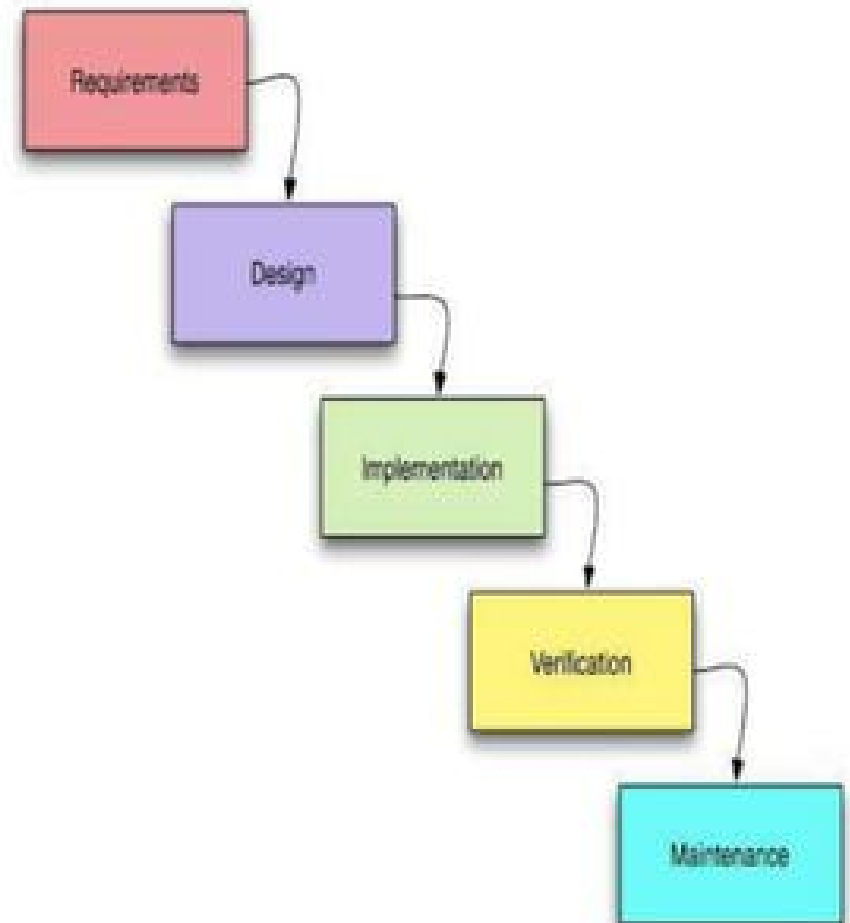 Requirements
Design
Implementation
Verification
Maintenance